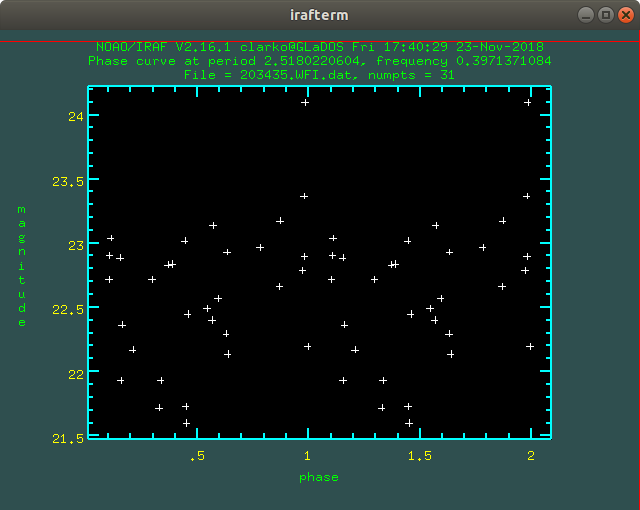 irafterm
NOAO/IRAF V2.16.1 clarko@GLaDOS Fri 17:40:29 23-Nov-2018
Phase curve at period 2.5180220604, frequency 0.3971371084
File = 203435.WFI.dat, numpts = 31
24
23.5
23
22.5
22
21.5
magnitude
.5
1
1.5
2
phase